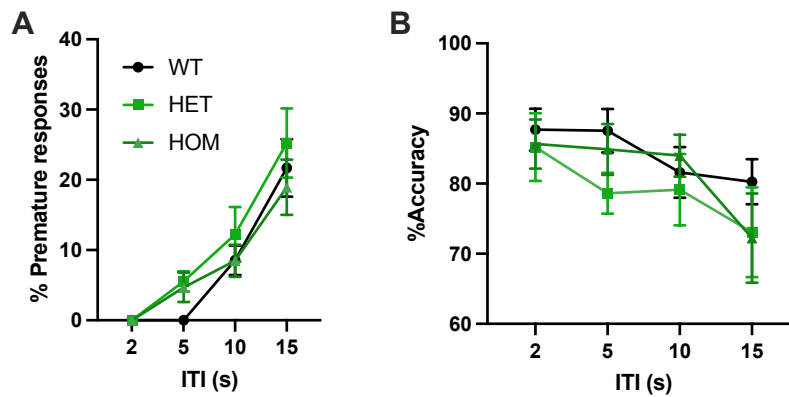 A
% Premature responses
40
30
20
10
0
WT
HET
HOM
2 5 10 15
ITI (s)
B
%Accuracy
100
90
80
70
60
2 5 10 15
ITI (s)